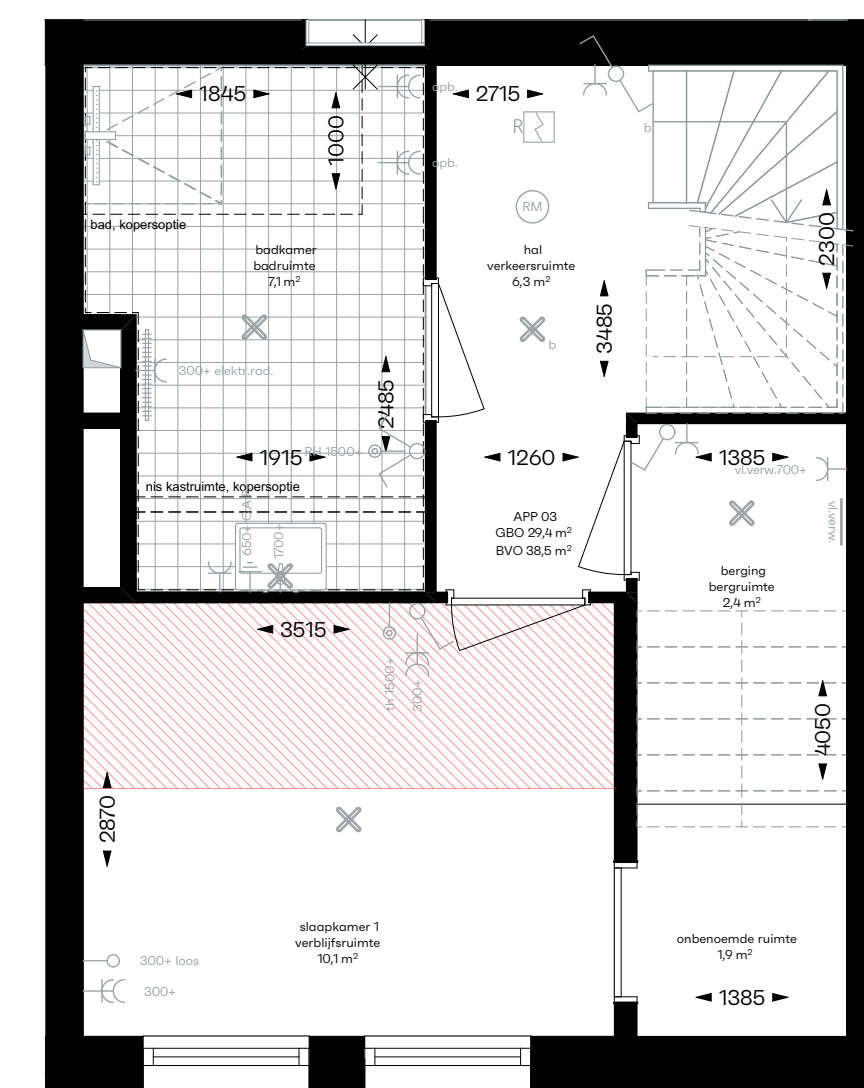 1845
opb.
2715
1000
R
b
opb.
RM
bad, kopersoptie
badkamer
badruimte
7,1 m²
hal
verkeersruimte
6,3 m²
2300
3485
b
300+ elektr.rad.
2485
RH 1500+
1915
1260
1385
vl.verw.700+
nis kastruimte, kopersoptie
vl.verw.
APP 03
GBO 29,4 m²
BVO 38,5 m²
650+
1700+
berging
bergruimte
2,4 m²
3515
th 1500+
300+
4050
2870
slaapkamer 1
verblijfsruimte
10,1 m²
onbenoemde ruimte
1,9 m²
300+ loos
300+
1385